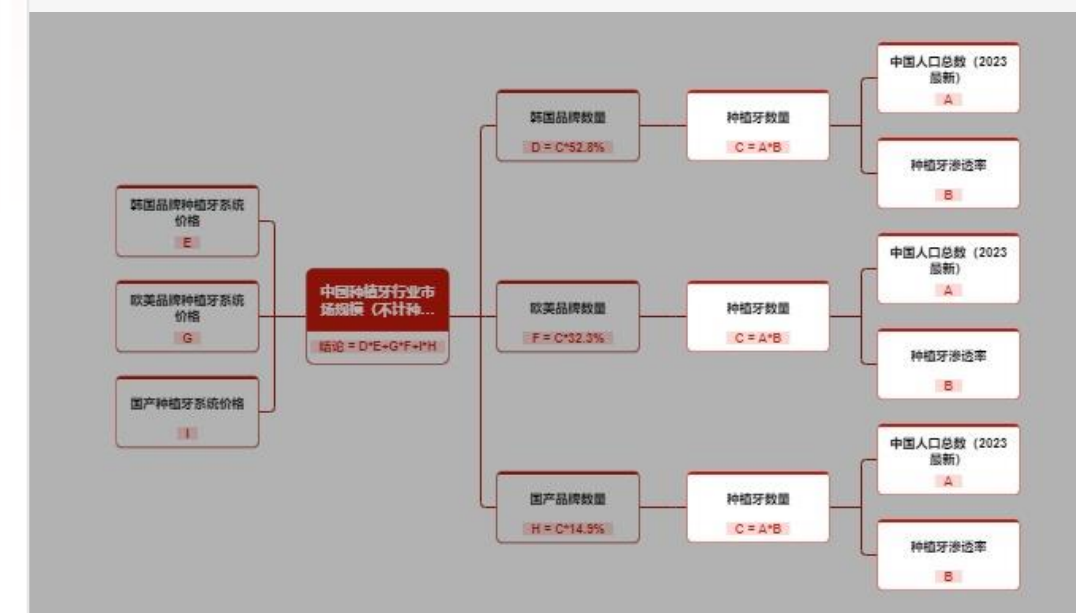 中国人口总数（2023
最新）
A
韩国品牌数量
D = C*52.8%
种植牙数量
C = A*B
种植牙渗透率
B
韩国品牌种植牙系统
价格
E
中国人口总数（2023
最新）
A
欧美品牌种植牙系统
价格
G
中国种植牙行业市
场规模（不计种...
结论 = D*E+G*F+I*H
欧美品牌数量
F = C*32.3%
种植牙数量
C = A*B
种植牙渗透率
B
国产种植牙系统价格
I
中国人口总数（2023
最新）
A
国产品牌数量
H = C*14.9%
种植牙数量
C = A*B
种植牙渗透率
B